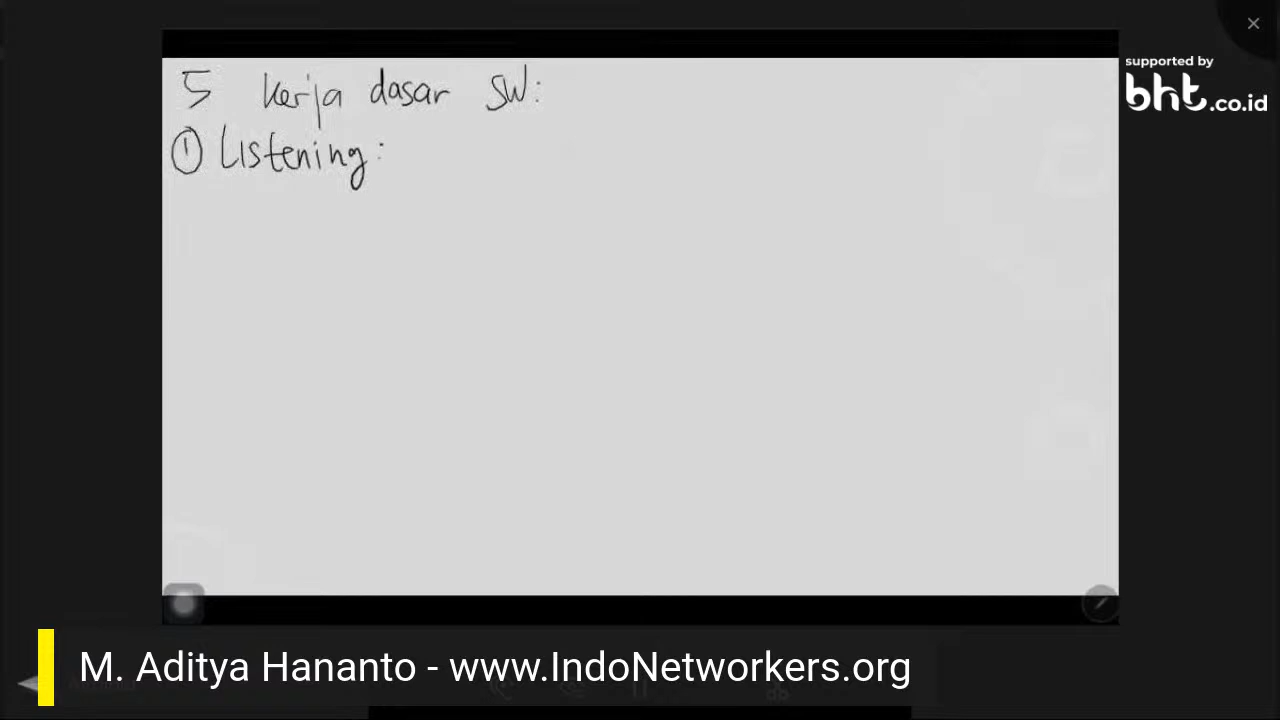 supported by
bht.co.id
5 kerja dasar SW:
① Listening:
M. Aditya Hananto - www.IndoNetworkers.org